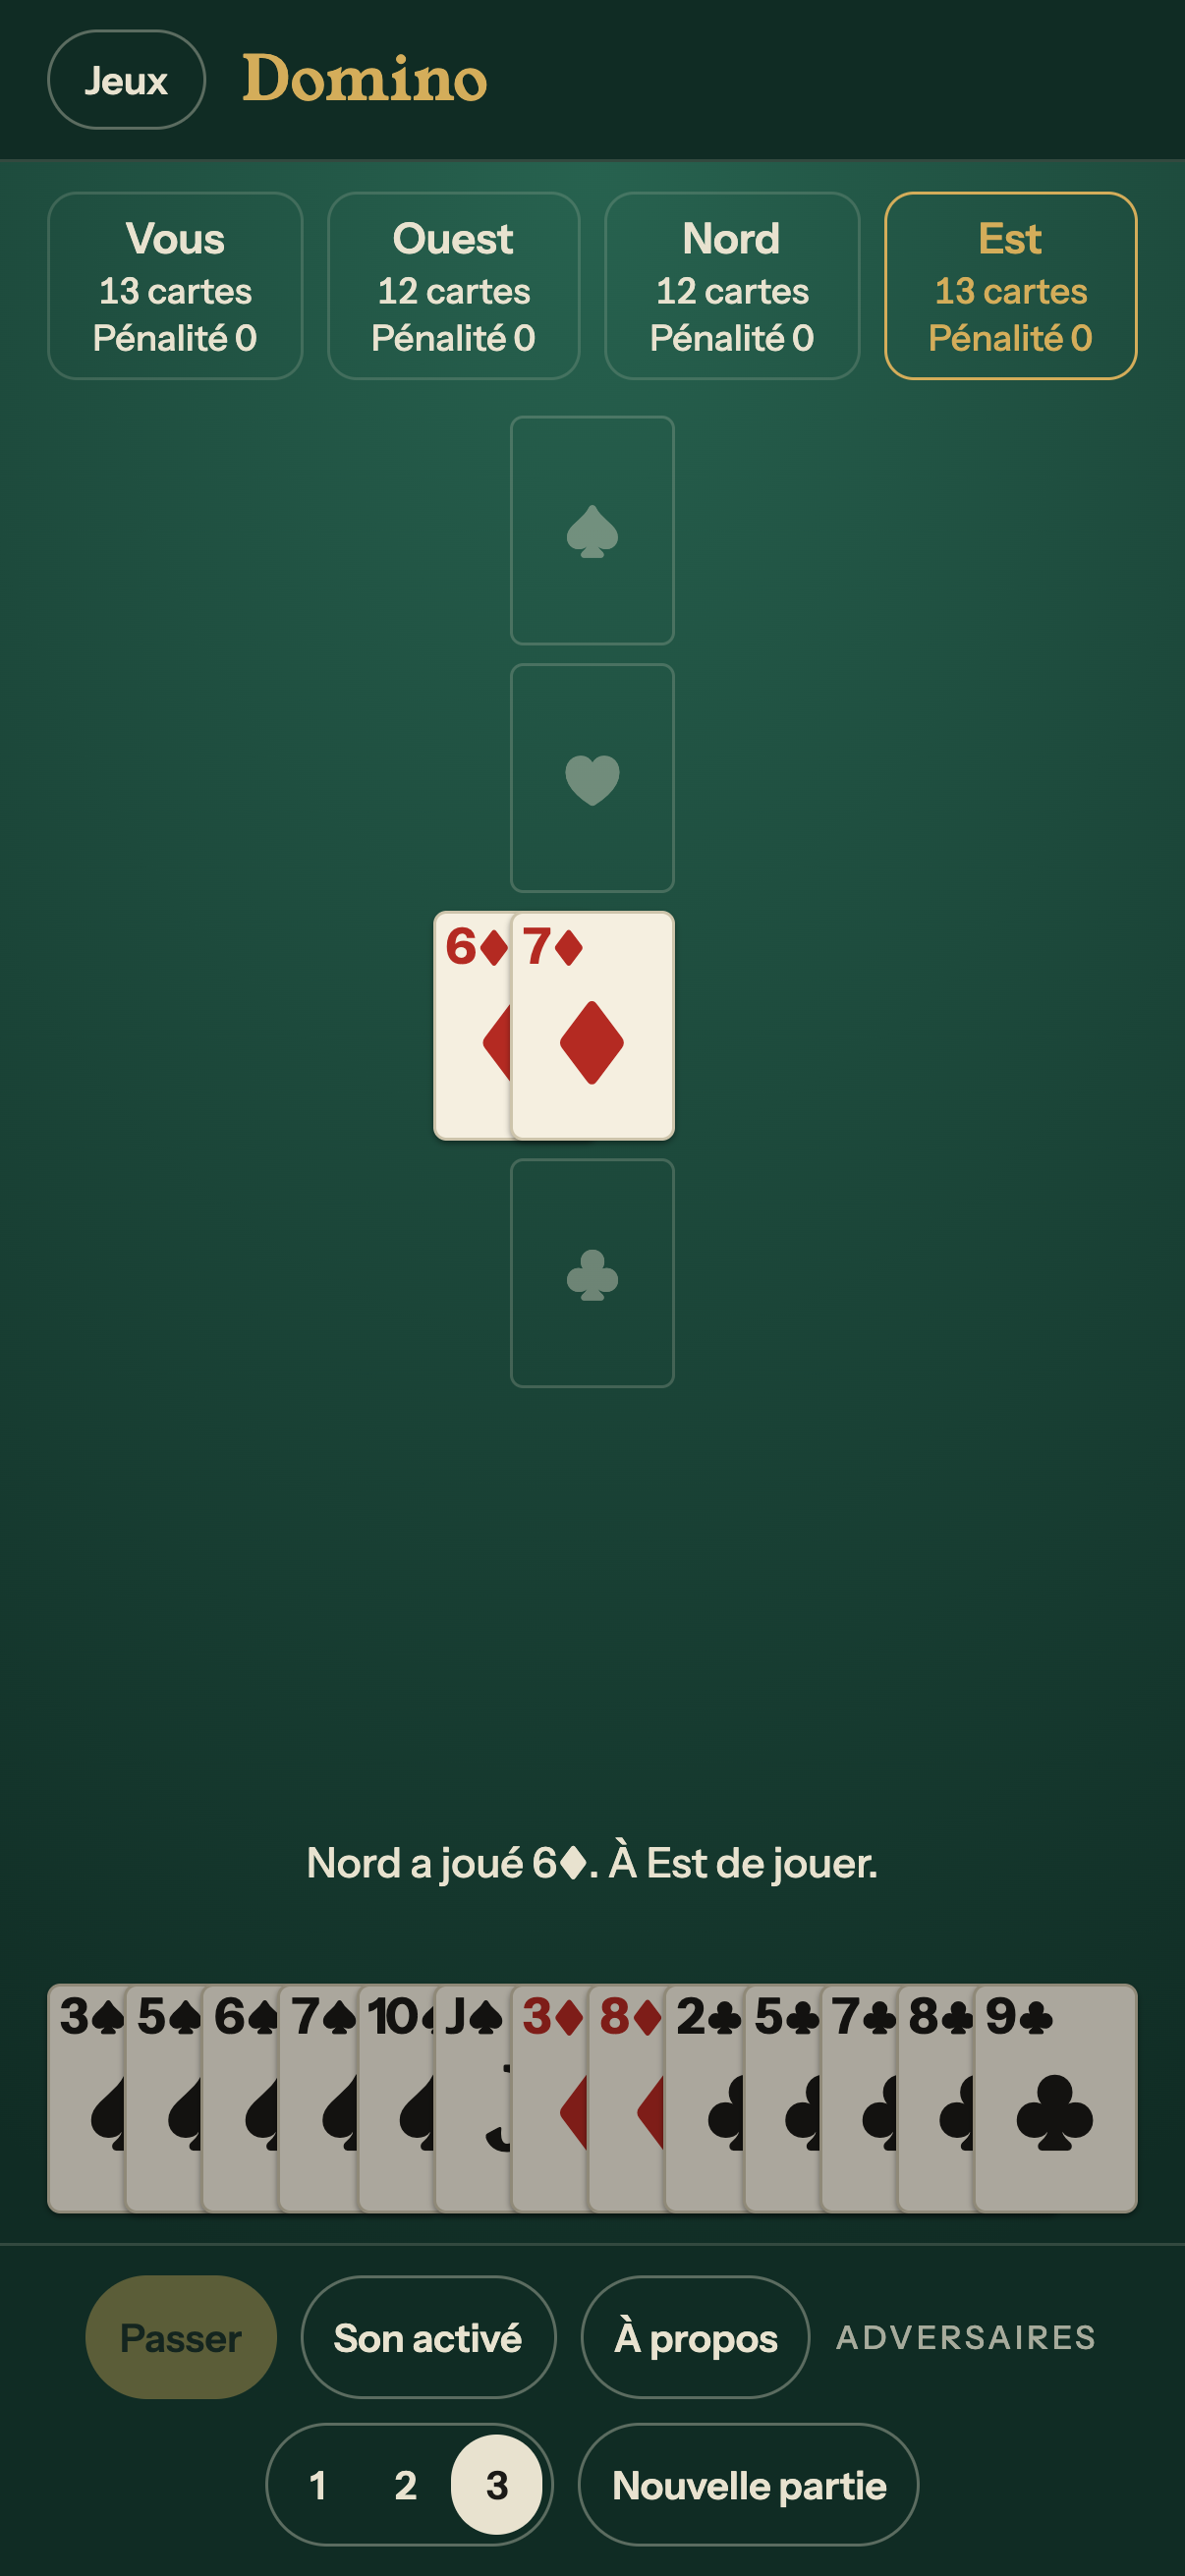 Jeux
Domino
Vous
13 cartes
Pénalité 0
Ouest
12 cartes
Pénalité 0
Nord
12 cartes
Pénalité 0
Est
13 cartes
Pénalité 0
♠
♥
6♦ 7♦
♣
Nord a joué 6♦. À Est de jouer.
3♠ 5♠ 6♠ 7♠ 10♠ J♠ 3♦ 8♦ 2♣ 5♣ 7♣ 8♣ 9♣
Passer Son activé À propos ADVERSAIRES
1 2 3 Nouvelle partie